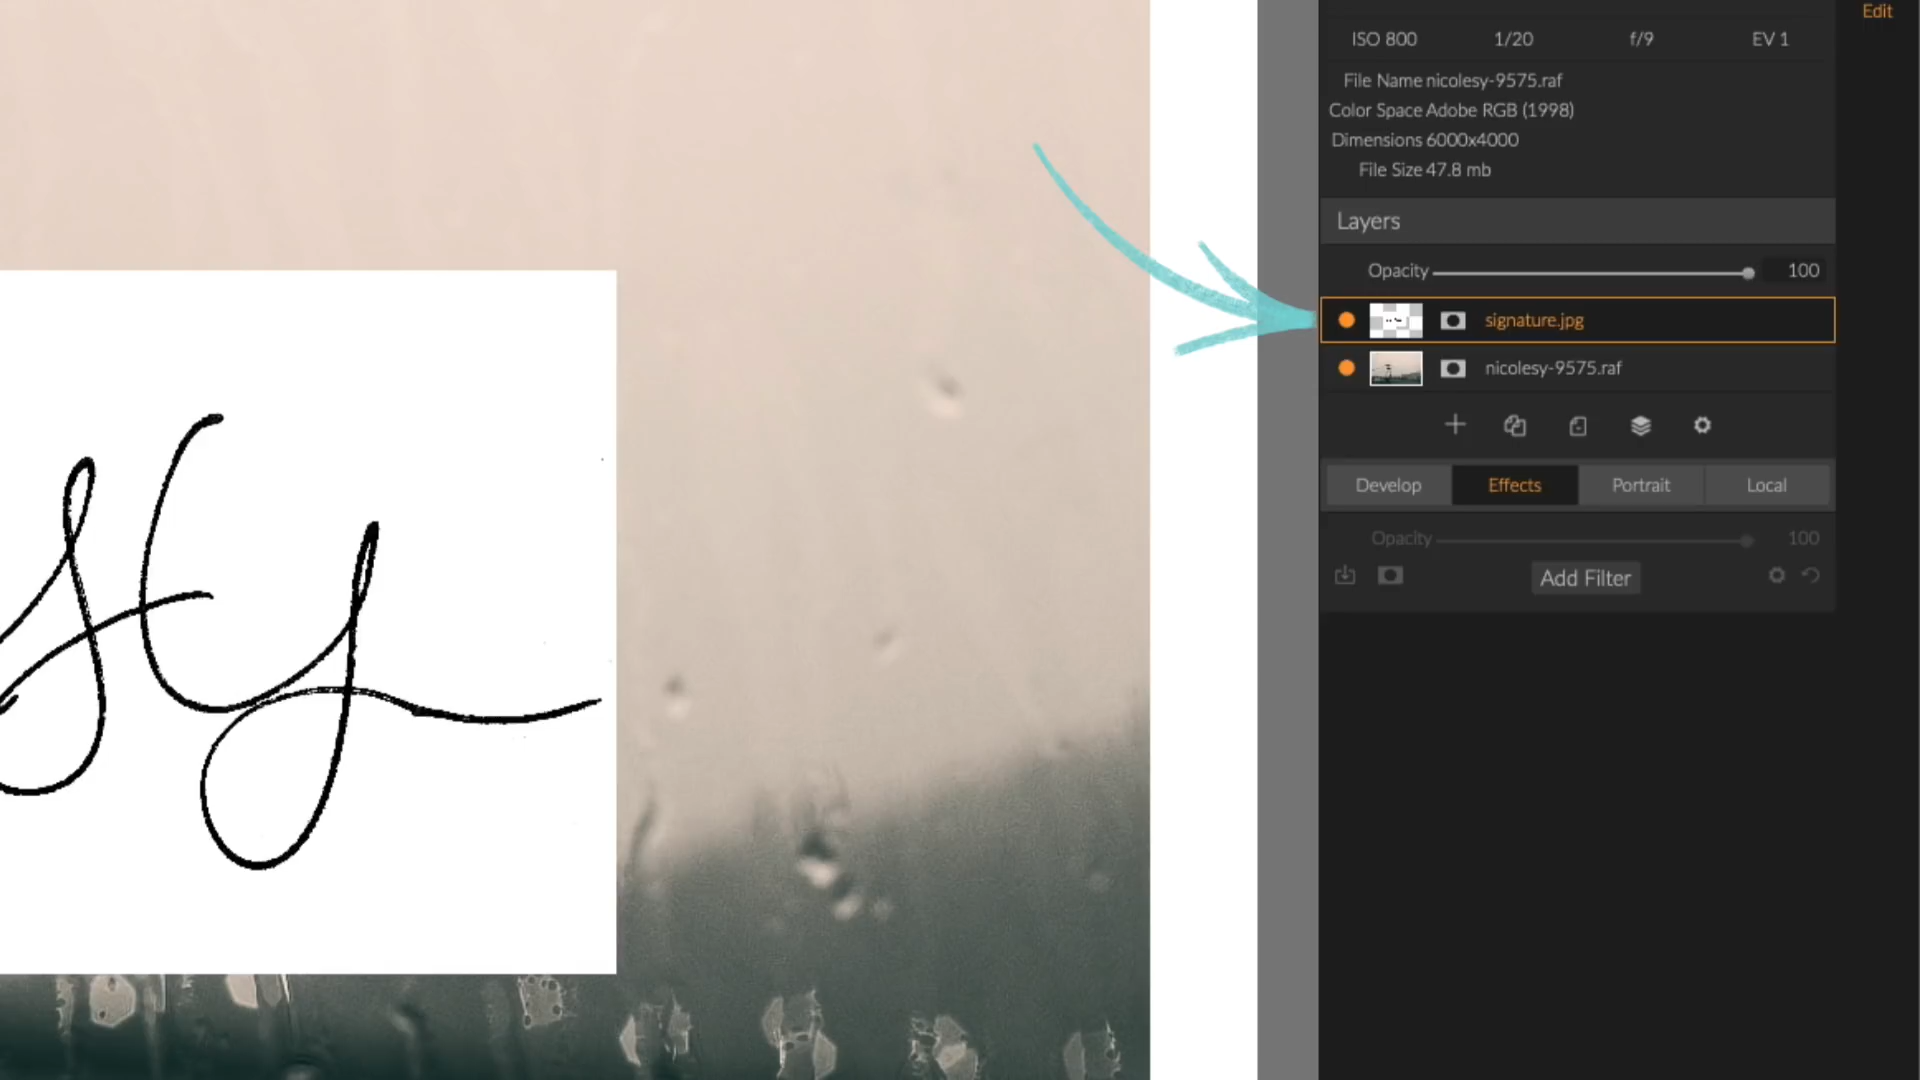 Edit
ISO 800 1/20 f/9 EV 1
File Name nicolesy-9575.raf
Color Space Adobe RGB (1998)
Dimensions 6000x4000
File Size 47.8 mb
Layers
Opacity 100
signature.jpg
nicolesy-9575.raf
Develop Effects Portrait Local
Opacity 100
Add Filter